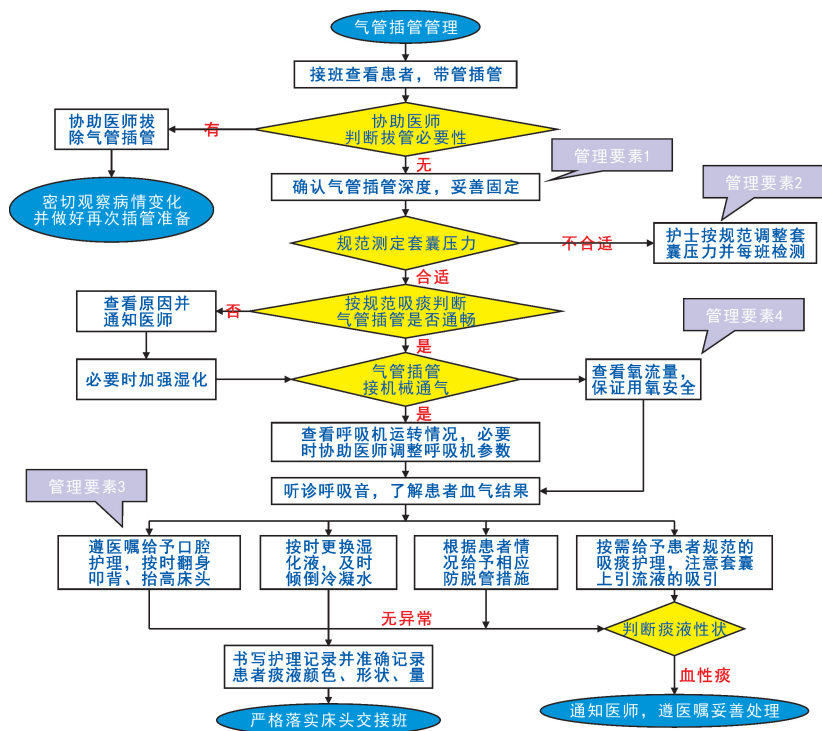 气管插管管理
接班查看患者，带管插管
协助医师
判断拔管必要性
有
协助医师拔
除气管插管
密切观察病情变化
并做好再次插管准备
无
管理要素1
确认气管插管深度，妥善固定
管理要素2
规范测定套囊压力
不合适
护士按规范调整套
囊压力并每班检测
合适
按规范吸痰判断
气管插管是否通畅
否
查看原因并
通知医师
必要时加强湿化
是
管理要素4
气管插管
接机械通气
查看氧流量，
保证用氧安全
是
查看呼吸机运转情况，必要
时协助医师调整呼吸机参数
听诊呼吸音，了解患者血气结果
管理要素3
遵医嘱给予口腔
护理，按时翻身
叩背、抬高床头
按时更换湿
化液，及时
倾倒冷凝水
根据患者情
况给予相应
防脱管措施
按需给予患者规范的
吸痰护理，注意套囊
上引流液的吸引
无异常
判断痰液性状
书写护理记录并准确记录
患者痰液颜色、形状、量
血性痰
严格落实床头交接班
通知医师，遵医嘱妥善处理